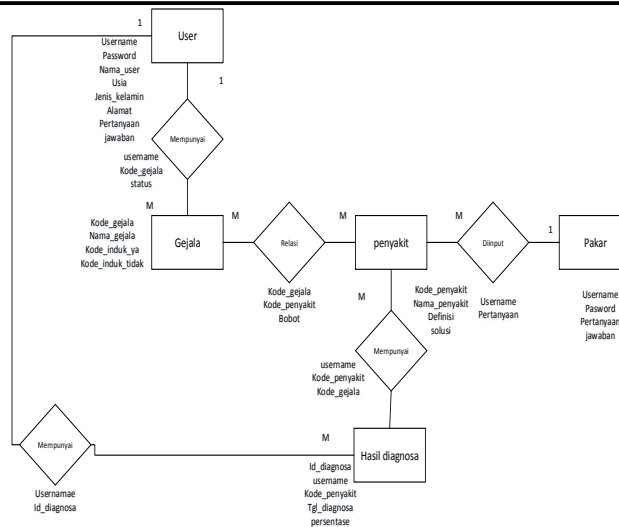 1
User
Username
Password
Nama_user
Usia
Jenis_kelamin
Alamat
Pertanyaan
jawaban
1
Mempunyai
username
Kode_gejala
status
M
Kode_gejala
Nama_gejala
Kode_induk_ya
Kode_induk_tidak
Gejala
M
Relasi
M
Kode_gejala
Kode_penyakit
Bobot
penyakit
M
Diinput
1
Pakar
Kode_penyakit
Nama_penyakit
Definisi
solusi
Username
Pertanyaan
Username
Pasword
Pertanyaan
jawaban
M
Mempunyai
username
Kode_penyakit
Kode_gejala
Mempunyai
Usernamae
Id_diagnosa
M
Hasil diagnosa
Id_diagnosa
username
Kode_penyakit
Tgl_diagnosa
persentase